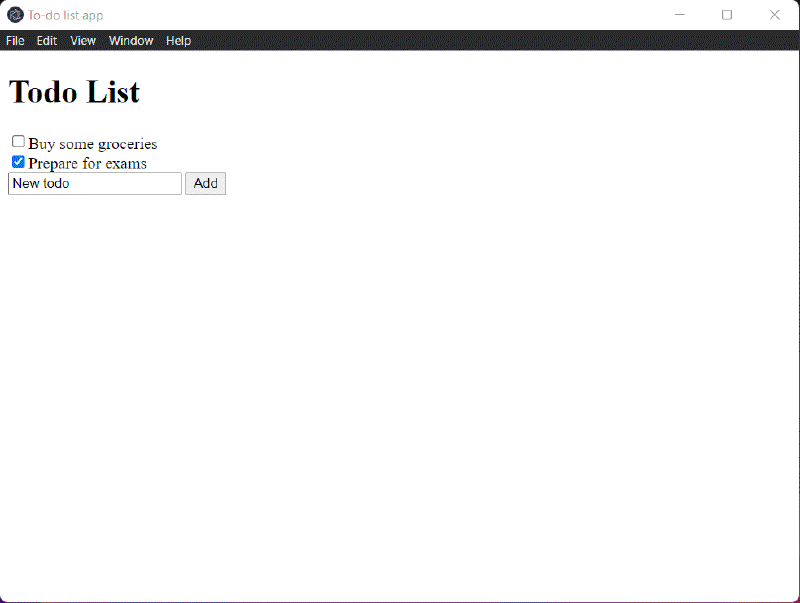 To-do list app
File Edit View Window Help
Todo List
Buy some groceries
Prepare for exams
New todo Add